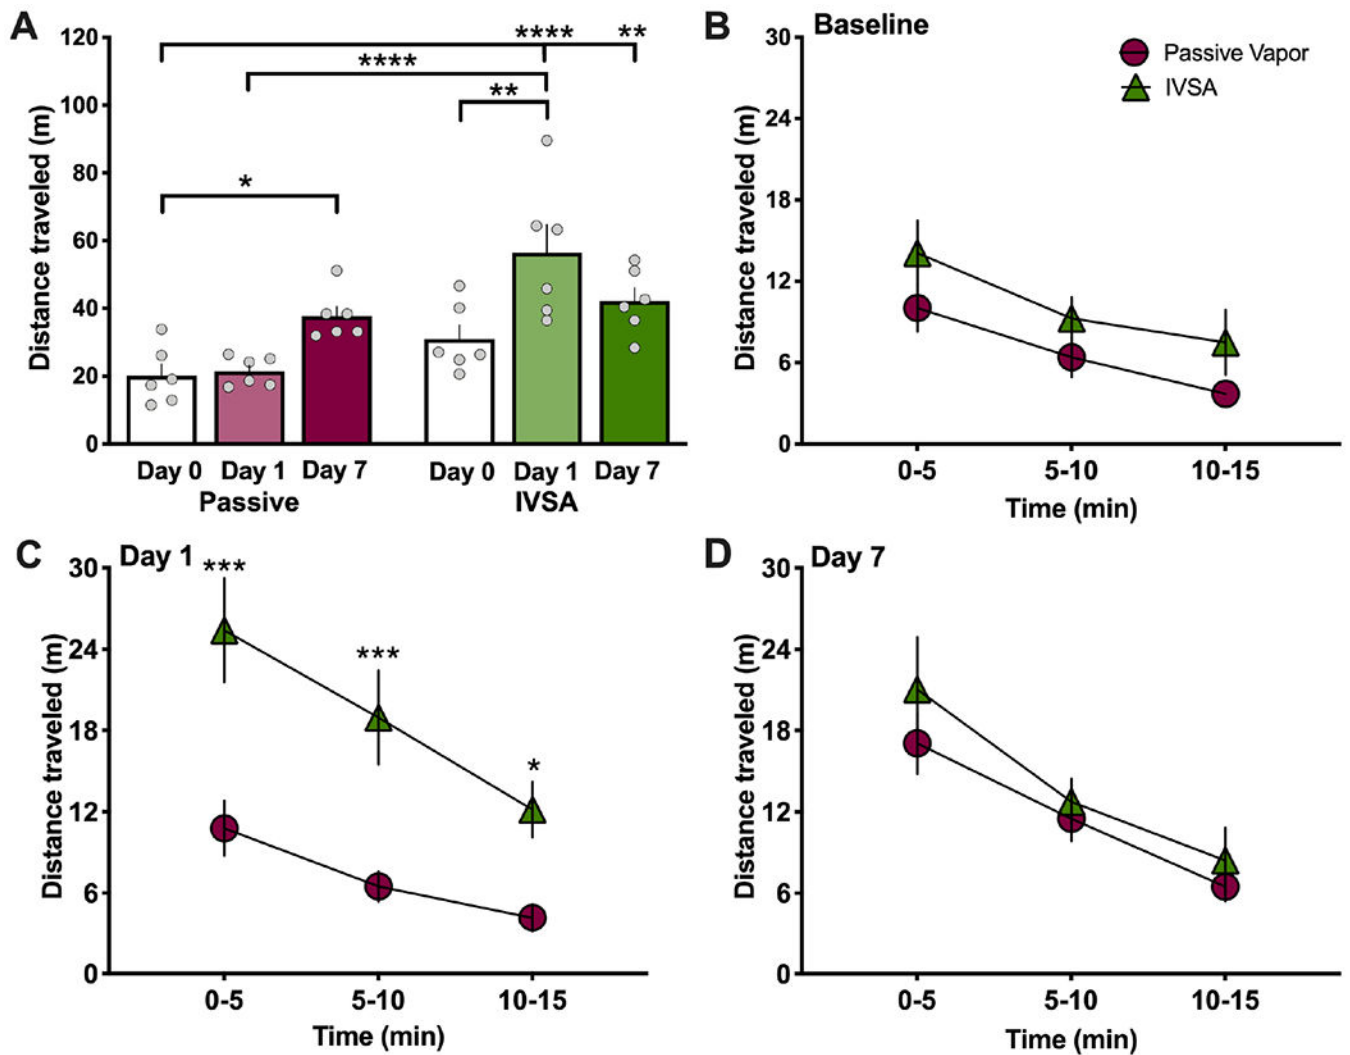 A
120
100
80
60
40
20
0
Distance traveled (m)
**** **
****
**
*
Day 0 Day 1 Day 7 Day 0 Day 1 Day 7
Passive IVSA
B Baseline
Passive Vapor
IVSA
30
24
18
12
6
0
Distance traveled (m)
0-5 5-10 10-15
Time (min)
C Day 1
***
***
*
30
24
18
12
6
0
Distance traveled (m)
0-5 5-10 10-15
Time (min)
D Day 7
30
24
18
12
6
0
Distance traveled (m)
0-5 5-10 10-15
Time (min)